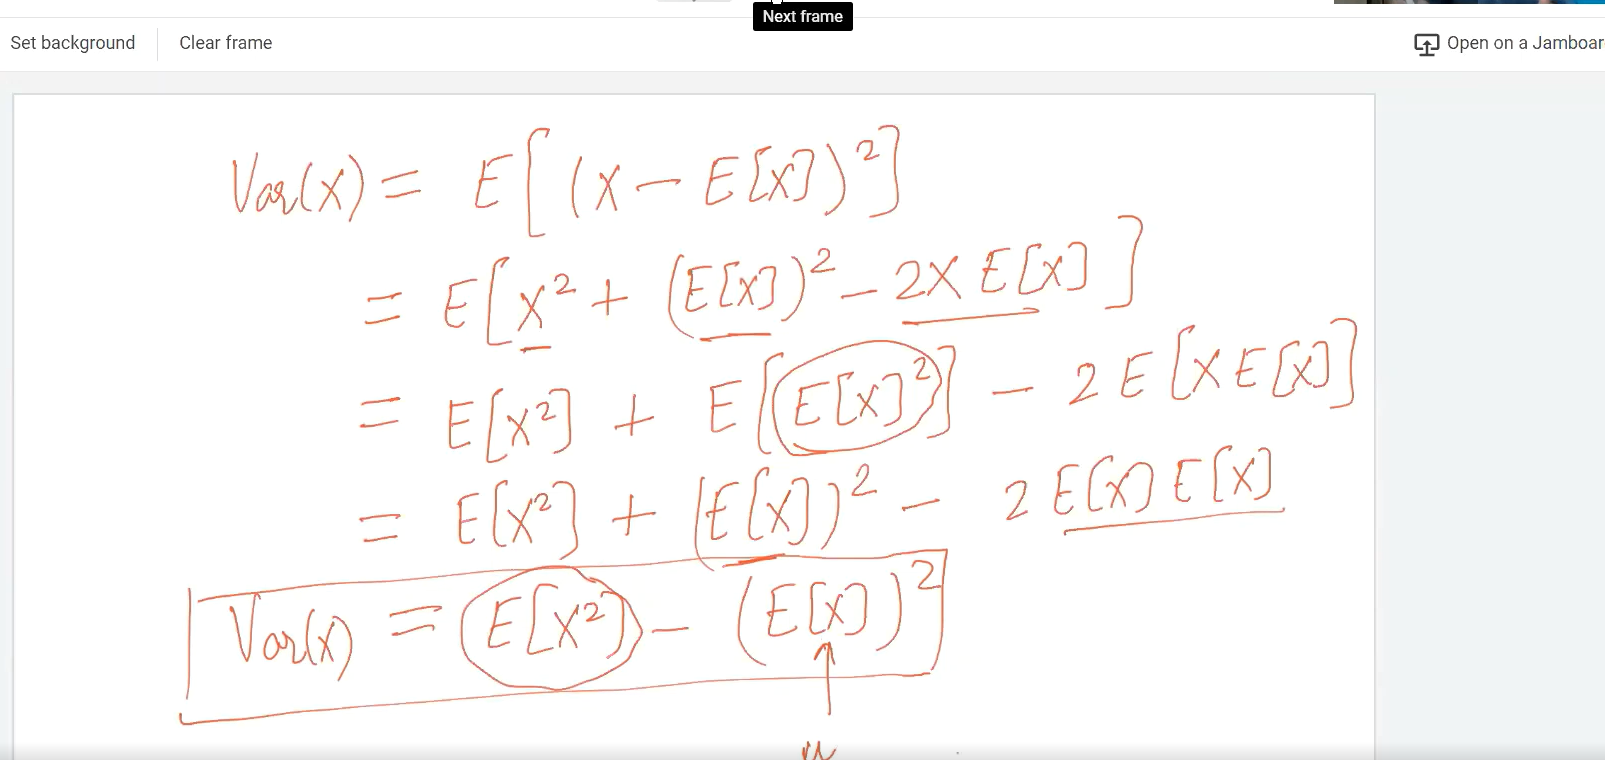 Next frame
Set background Clear frame Open on a Jamboar
Var(X) = E[(X - E[X])²]
= E[X² + (E[X])² - 2X E[X]]
= E[X²] + E[E[X]²] - 2E[X E[X]]
= E[X²] + (E[X])² - 2 E[X] E[X]
Var(X) = E[X²] - (E[X])²